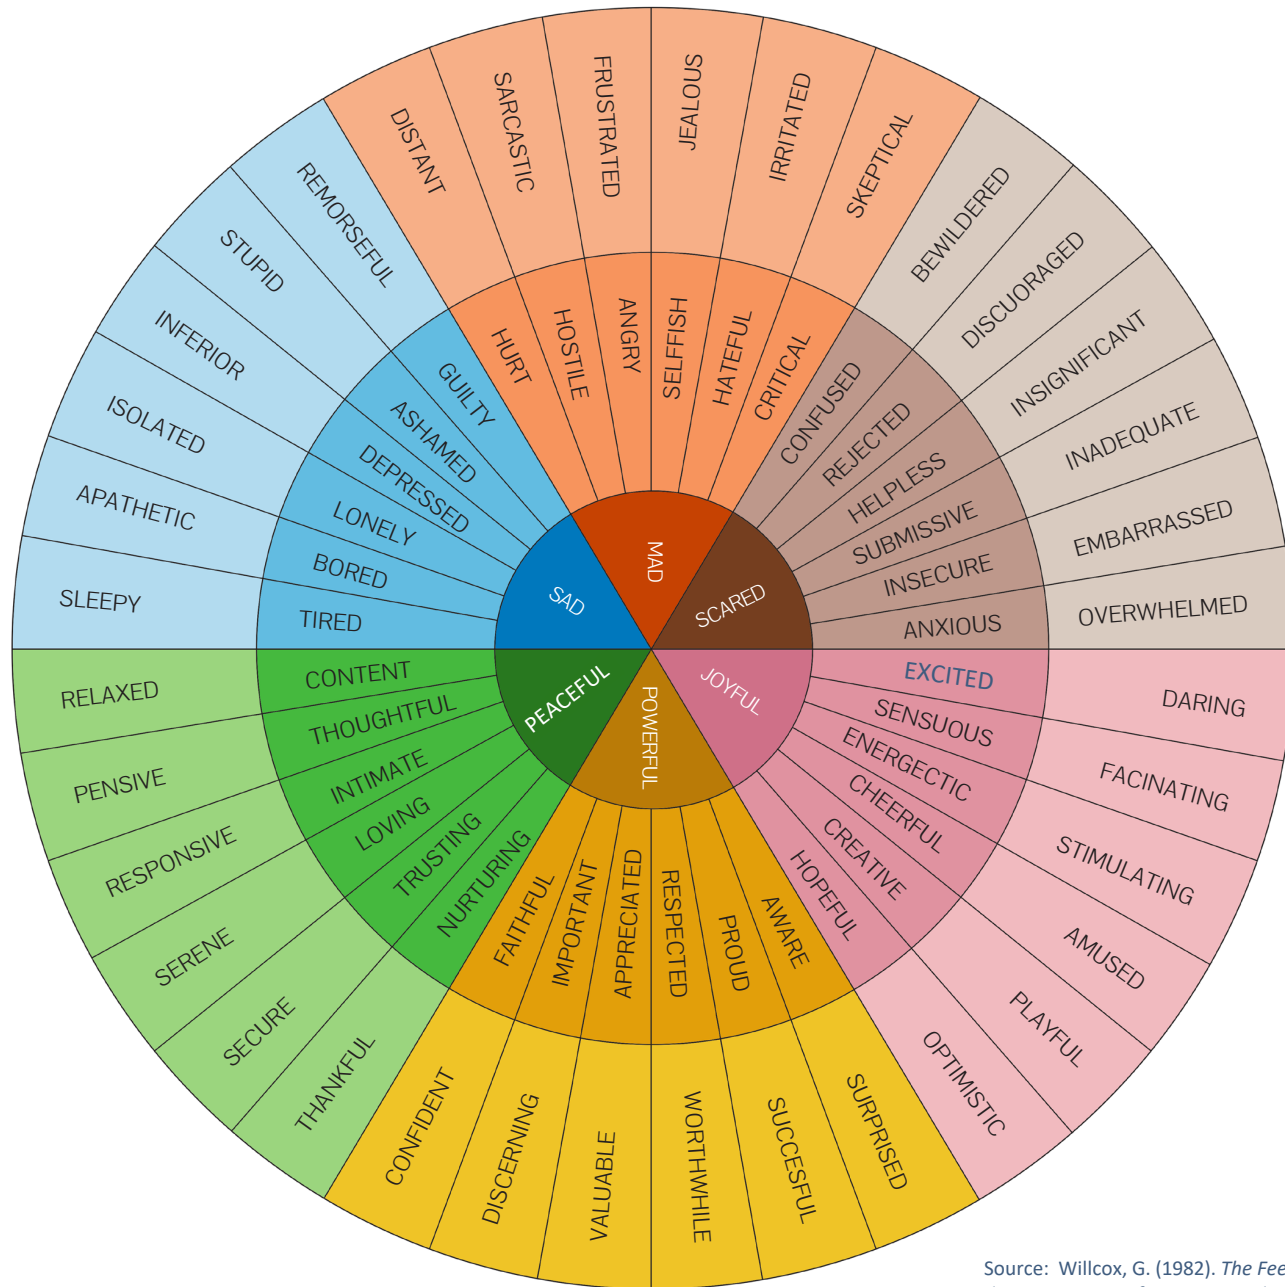 MAD
SCARED
JOYFUL
POWERFUL
PEACEFUL
SAD
HURT
HOSTILE
ANGRY
SELFFISH
HATEFUL
CRITICAL
CONFUSED
REJECTED
HELPLESS
SUBMISSIVE
INSECURE
ANXIOUS
EXCITED
SENSUOUS
ENERGECTIC
CHEERFUL
CREATIVE
HOPEFUL
AWARE
PROUD
RESPECTED
APPRECIATED
IMPORTANT
FAITHFUL
NURTURING
TRUSTING
LOVING
INTIMATE
THOUGHTFUL
CONTENT
TIRED
BORED
LONELY
DEPRESSED
ASHAMED
GUILTY
DISTANT
SARCASTIC
FRUSTRATED
JEALOUS
IRRITATED
SKEPTICAL
BEWILDERED
DISCUORAGED
INSIGNIFICANT
INADEQUATE
EMBARRASSED
OVERWHELMED
DARING
FACINATING
STIMULATING
AMUSED
PLAYFUL
OPTIMISTIC
SURPRISED
SUCCESFUL
WORTHWHILE
VALUABLE
DISCERNING
CONFIDENT
THANKFUL
SECURE
SERENE
RESPONSIVE
PENSIVE
RELAXED
SLEEPY
APATHETIC
ISOLATED
INFERIOR
STUPID
REMORSEFUL
Source: Willcox, G. (1982). The Fee